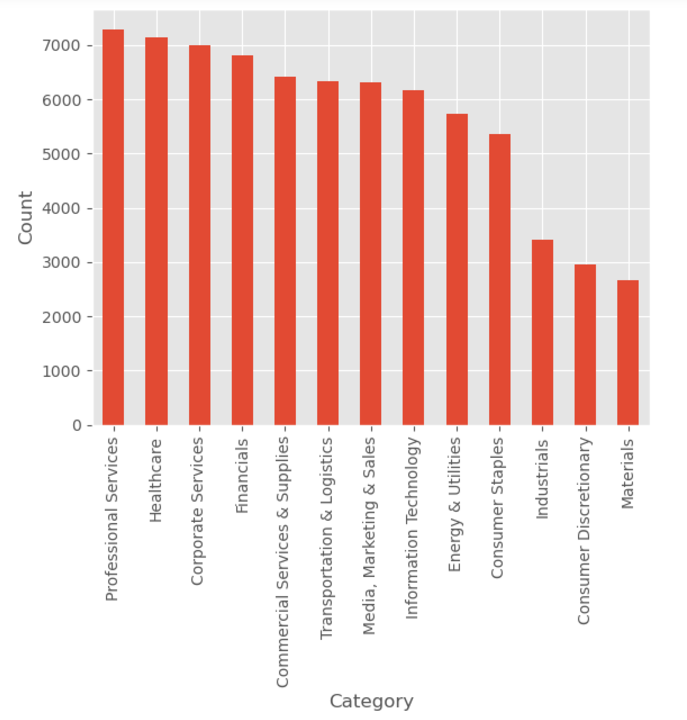 7000
6000
5000
4000
3000
2000
1000
0
Count
Professional Services
Healthcare
Corporate Services
Financials
Commercial Services & Supplies
Transportation & Logistics
Media, Marketing & Sales
Information Technology
Energy & Utilities
Consumer Staples
Industrials
Consumer Discretionary
Materials
Category